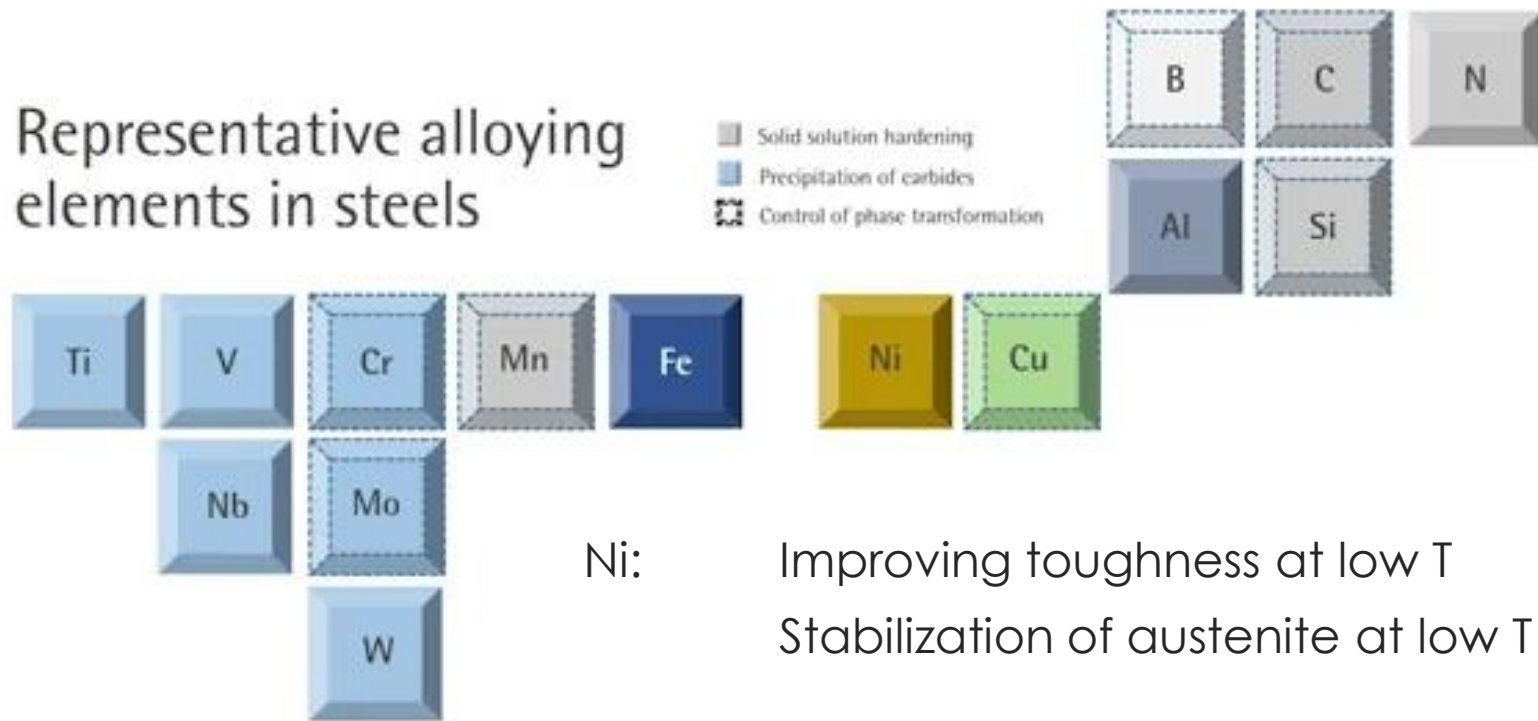 Representative alloying
elements in steels
Solid solution hardening
Precipitation of carbides
Control of phase transformation
B C N
Al Si
Ti V Cr Mn Fe Ni Cu
Nb Mo
W
Ni: Improving toughness at low T
Stabilization of austenite at low T